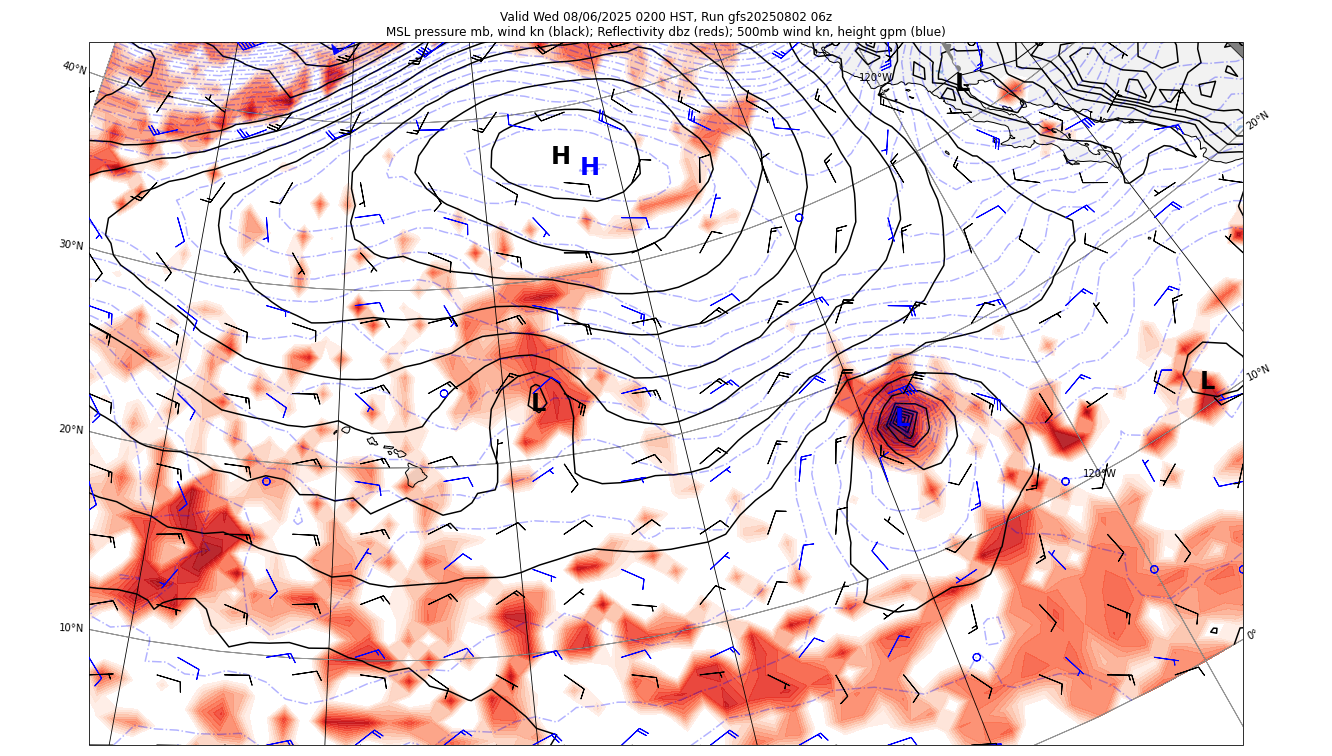 Valid Wed 08/06/2025 0200 HST, Run gfs20250802 06z
MSL pressure mb, wind kn (black); Reflectivity dbz (reds); 500mb wind kn, height gpm (blue)
40°N
120°W
L
20°N
H
H
30°N
10°N
L
L
L
20°N
120°W
10°N
0°